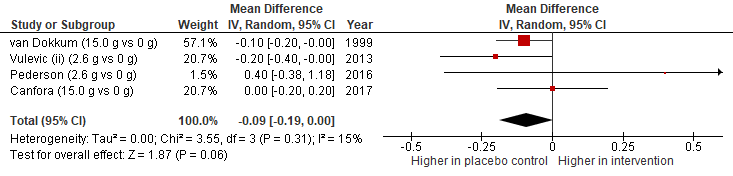 Mean Difference Mean Difference
Study or Subgroup Weight IV, Random, 95% CI Year IV, Random, 95% CI
van Dokkum (15.0 g vs 0 g) 57.1% -0.10 [-0.20, -0.00] 1999
Vulevic (ii) (2.6 g vs 0 g) 20.7% -0.20 [-0.40, -0.00] 2013
Pederson (2.6 g vs 0 g) 1.5% 0.40 [-0.38, 1.18] 2016
Canfora (15.0 g vs 0 g) 20.7% 0.00 [-0.20, 0.20] 2017
Total (95% CI) 100.0% -0.09 [-0.19, 0.00]
Heterogeneity: Tau² = 0.00; Chi² = 3.55, df = 3 (P = 0.31); I² = 15%
Test for overall effect: Z = 1.87 (P = 0.06)
-0.5 -0.25 0 0.25 0.5
Higher in placebo control Higher in intervention